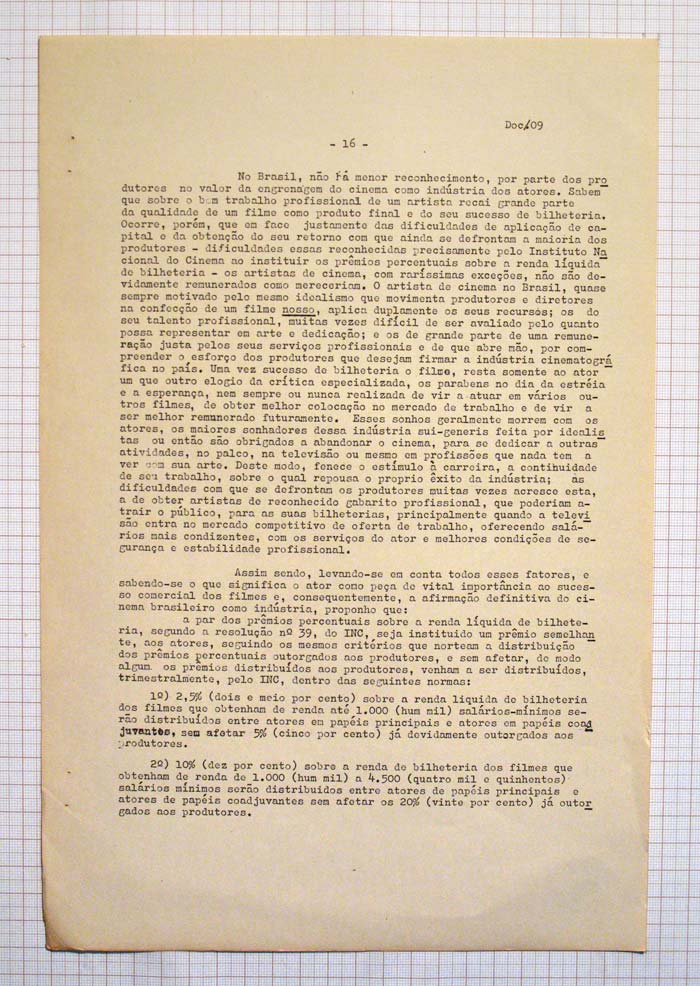 Doc/09
- 16 -
No Brasil, não há menor reconhecimento, por parte dos pro
dutores no valor da engrenagem do cinema como indústria dos atores. Sabem
que sobre o bom trabalho profissional de um artista recai grande parte
da qualidade de um filme como produto final e do seu sucesso de bilheteria.
Ocorre, porém, que em face justamente das dificuldades de aplicação de ca-
pital e da obtenção do seu retorno com que ainda se defrontam a maioria dos
produtores - dificuldades essas reconhecidas precisamente pelo Instituto Na
cional do Cinema ao instituir os prêmios percentuais sobre a renda líquida
de bilheteria - os artistas de cinema, com raríssimas exceções, não são de-
vidamente remunerados como mereceriam. O artista de cinema no Brasil, quase
sempre motivado pelo mesmo idealismo que movimenta produtores e diretores
na confecção de um filme nosso, aplica duplamente os seus recursos; os do
seu talento profissional, muitas vezes difícil de ser avaliado pelo quanto
possa representar em arte e dedicação; e os de grande parte de uma remune-
ração justa pelos seus serviços profissionais e de que abre mão, por com-
preender o esforço dos produtores que desejam firmar a indústria cinematográ
fica no país. Uma vez sucesso de bilheteria o filme, resta somente ao ator
um que outro elogio da crítica especializada, os parabens no dia da estréia
e a esperança, nem sempre ou nunca realizada de vir a atuar em vários ou-
tros filmes, de obter melhor colocação no mercado de trabalho e de vir a
ser melhor remunerado futuramente. Esses sonhos geralmente morrem com os
atores, os maiores sonhadores dessa indústria sui-generis feita por idealis
tas ou então são obrigados a abandonar o cinema, para se dedicar a outras
atividades, no palco, na televisão ou mesmo em profissões que nada tem a
ver com sua arte. Deste modo, fenece o estímulo à carreira, a contihuidade
de seu trabalho, sobre o qual repousa o proprio êxito da indústria; as
dificuldades com que se defrontam os produtores muitas vezes acresce esta,
a de obter artistas de reconhecido gabarito profissional, que poderiam a-
trair o público, para as suas bilheterias, principalmente quando a televi
são entra no mercado competitivo de oferta de trabalho, oferecendo salá-
rios mais condizentes, com os serviços do ator e melhores condições de se-
gurança e estabilidade profissional.
Assim sendo, levando-se em conta todos esses fatores, e
sabendo-se o que significa o ator como peça de vital importância ao suces-
so comercial dos filmes e, consequentemente, a afirmação definitiva do ci-
nema brasileiro como indústria, proponho que:
a par dos prêmios percentuais sobre a renda líquida de bilhete-
ria, segundo a resolução nº 39, do INC, seja instituido um prêmio semelhan
te, aos atores, seguindo os mesmos critérios que norteam a distribuição
dos prêmios percentuais outorgados aos produtores, e sem afetar, de modo
algum os prêmios distribuídos aos produtores, venham a ser distribuídos,
trimestralmente, pelo INC, dentro das seguintes normas:
1º) 2,5% (dois e meio por cento) sobre a renda liquida de bilheteria
dos filmes que obtenham de renda até 1.000 (hum mil) salários-mínimos se-
rão distribuídos entre atores em papéis principais e atores em papéis coad
juvantes, sem afetar 5% (cinco por cento) já devidamente outorgados aos
produtores.
2º) 10% (dez por cento) sobre a renda de bilheteria dos filmes que
obtenham de renda de 1.000 (hum mil) a 4.500 (quatro mil e quinhentos)
salários mínimos serão distribuidos entre atores de papéis principais e
atores de papéis coadjuvantes sem afetar os 20% (vinte por cento) já outor
gados aos produtores.